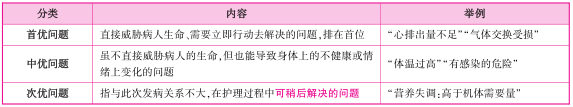 分类 内容 举例
首优问题 直接威胁病人生命、需要立即行动去解决的问题,排在首位 “心排出量不足”“气体交换受损”
中优问题 虽不直接威胁病人的生命,但也能导致身体上的不健康或情绪上变化的问题 “体温过高”“有感染的危险”
次优问题 指与此次发病关系不大,在护理过程中可稍后解决的问题 “营养失调:高于机体需要量”